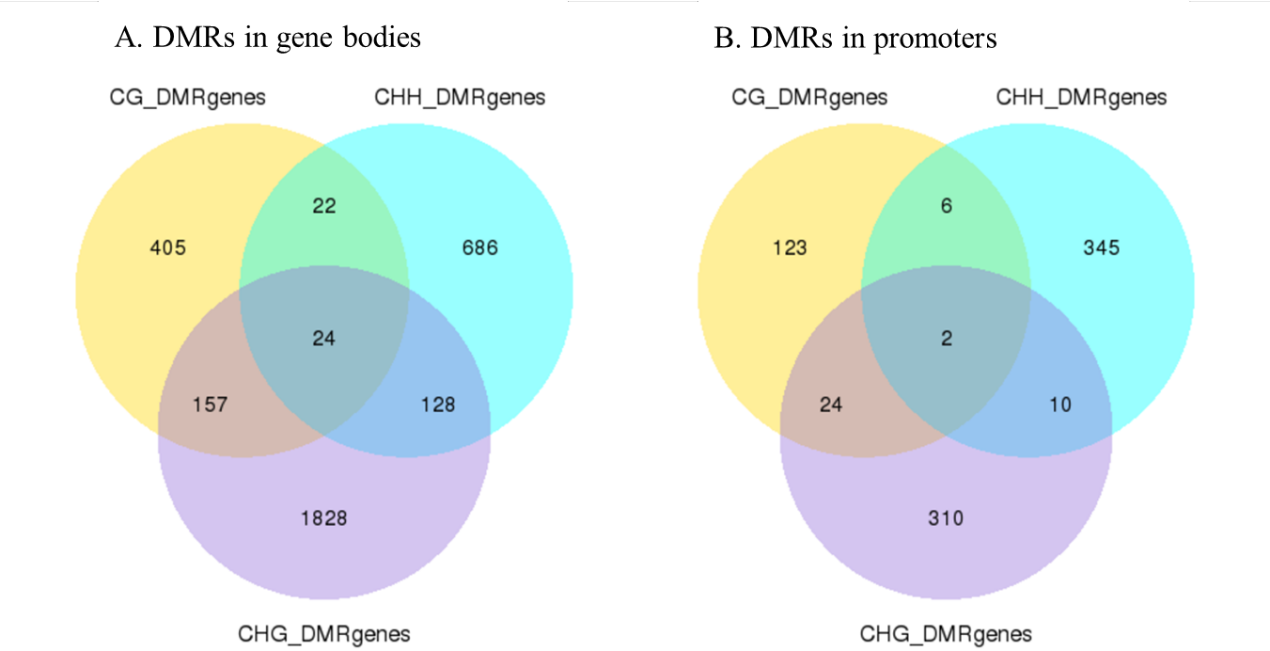 A. DMRs in gene bodies
CG_DMRgenes
CHH_DMRgenes
22
405
686
24
157
128
1828
CHG_DMRgenes
B. DMRs in promoters
CG_DMRgenes
CHH_DMRgenes
6
123
345
2
24
10
310
CHG_DMRgenes